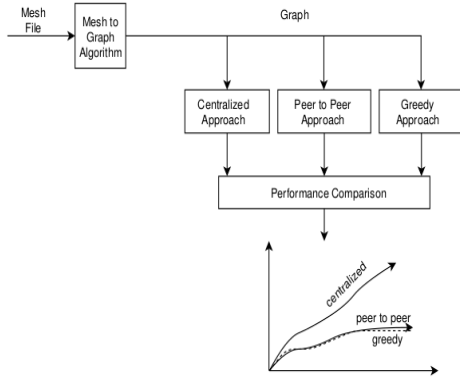 Mesh
File
Mesh to
Graph
Algorithm
Graph
Centralized
Approach
Peer to Peer
Approach
Greedy
Approach
Performance Comparison
centralized
peer to peer
greedy